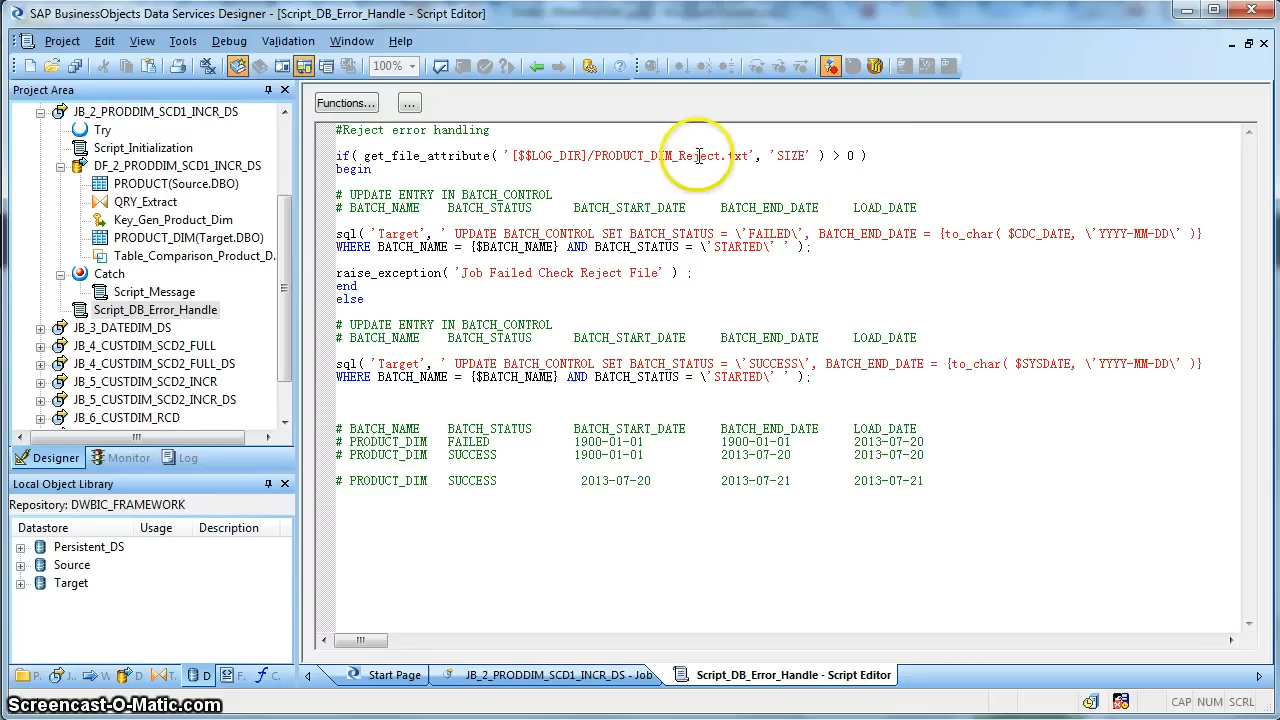 SAP BusinessObjects Data Services Designer - [Script_DB_Error_Handle - Script Editor]
Project Edit View Tools Debug Validation Window Help
100%
Project Area
JB_2_PRODDIM_SCD1_INCR_DS
Try
Script_Initialization
DF_2_PRODDIM_SCD1_INCR_DS
PRODUCT(Source.DBO)
QRY_Extract
Key_Gen_Product_Dim
PRODUCT_DIM(Target.DBO)
Table_Comparison_Product_D.
Catch
Script_Message
Script_DB_Error_Handle
JB_3_DATEDIM_DS
JB_4_CUSTDIM_SCD2_FULL
JB_4_CUSTDIM_SCD2_FULL_DS
JB_5_CUSTDIM_SCD2_INCR
JB_5_CUSTDIM_SCD2_INCR_DS
JB_6_CUSTDIM_RCD
Designer Monitor Log
Local Object Library
Repository: DWBIC_FRAMEWORK
Datastore Usage Description
Persistent_DS
Source
Target
P. J.. W D D F. C.
Functions... ...
#Reject error handling
if( get_file_attribute( '[$$LOG_DIR]/PRODUCT_DIM_Reject.txt', 'SIZE' ) > 0 )
begin
# UPDATE ENTRY IN BATCH_CONTROL
# BATCH_NAME BATCH_STATUS BATCH_START_DATE BATCH_END_DATE LOAD_DATE
sql( 'Target', ' UPDATE BATCH_CONTROL SET BATCH_STATUS = \'FAILED\', BATCH_END_DATE = {to_char( $CDC_DATE, \'YYYY-MM-DD\' )}
WHERE BATCH_NAME = {$BATCH_NAME} AND BATCH_STATUS = \'STARTED\' ' );
raise_exception( 'Job Failed Check Reject File' ) ;
end
else
# UPDATE ENTRY IN BATCH_CONTROL
# BATCH_NAME BATCH_STATUS BATCH_START_DATE BATCH_END_DATE LOAD_DATE
sql( 'Target', ' UPDATE BATCH_CONTROL SET BATCH_STATUS = \'SUCCESS\', BATCH_END_DATE = {to_char( $SYSDATE, \'YYYY-MM-DD\' )}
WHERE BATCH_NAME = {$BATCH_NAME} AND BATCH_STATUS = \'STARTED\' ' );
# BATCH_NAME BATCH_STATUS BATCH_START_DATE BATCH_END_DATE LOAD_DATE
# PRODUCT_DIM FAILED 1900-01-01 1900-01-01 2013-07-20
# PRODUCT_DIM SUCCESS 1900-01-01 2013-07-20 2013-07-20
# PRODUCT_DIM SUCCESS 2013-07-20 2013-07-21 2013-07-21
Start Page JB_2_PRODDIM_SCD1_INCR_DS - Job Script_DB_Error_Handle - Script Editor
CAP NUM SCRL
Screencast-O-Matic.com